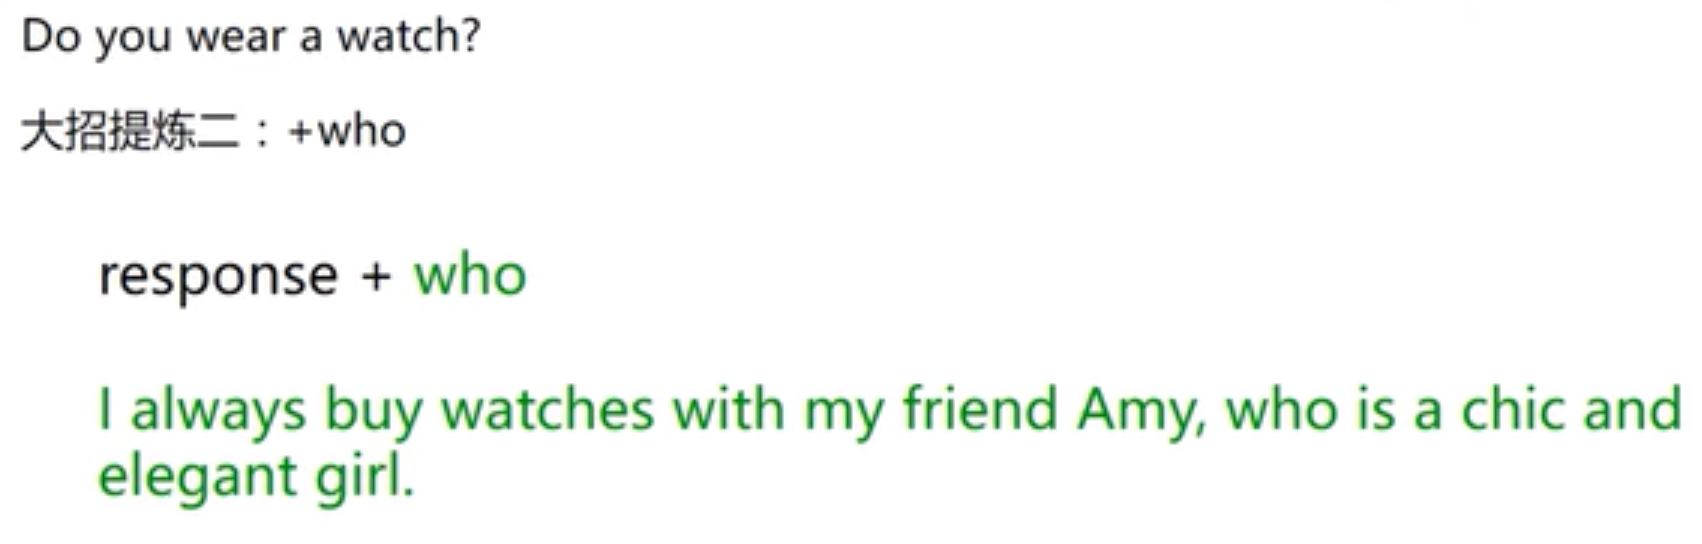 Do you wear a watch?
大招提炼二：+who
response + who
I always buy watches with my friend Amy, who is a chic and
elegant girl.